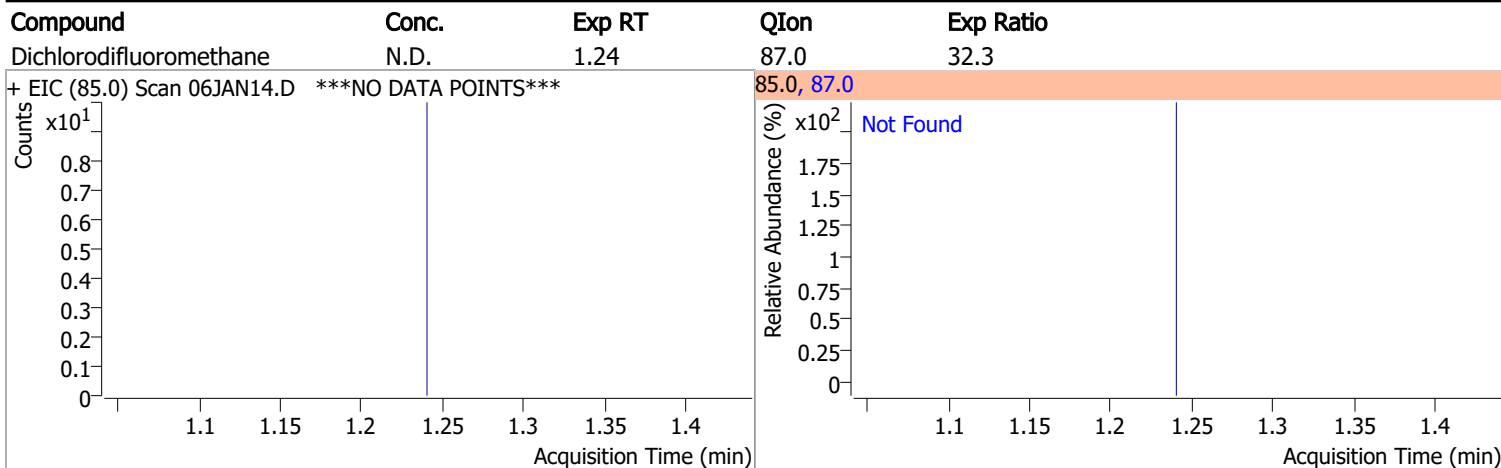 Compound Conc. Exp RT QIon Exp Ratio
Dichlorodifluoromethane N.D. 1.24 87.0 32.3
+ EIC (85.0) Scan 06JAN14.D ***NO DATA POINTS***
Counts
x10¹
0.8
0.7
0.6
0.5
0.4
0.3
0.2
0.1
0
1.1 1.15 1.2 1.25 1.3 1.35 1.4
Acquisition Time (min)
85.0, 87.0
Relative Abundance (%)
x10²
Not Found
1.75
1.5
1.25
1
0.75
0.5
0.25
0
1.1 1.15 1.2 1.25 1.3 1.35 1.4
Acquisition Time (min)